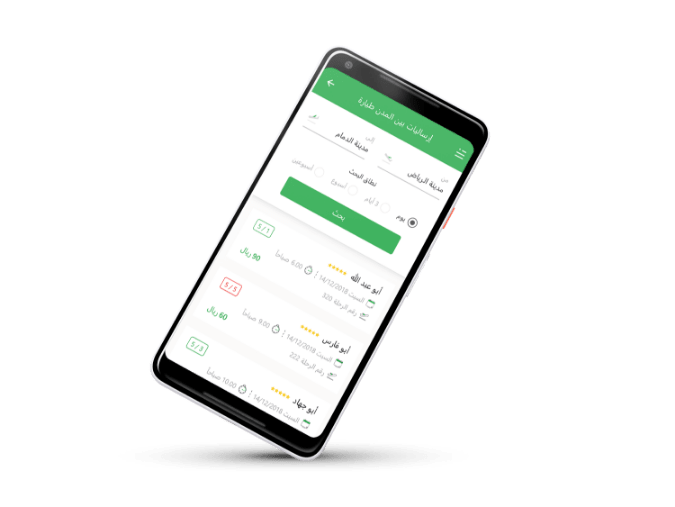 إرساليات بين المدن طيارة
من
مدينة الرياض
إلى
مدينة الدمام
نطاق البحث
يوم
3 أيام
أسبوع
أسبوعين
بحث
أبو عبد الله
5 / 1
السبت 14/12/2018 | 6:00 صباحاً
90 ريال
رقم الرحلة 320
أبو فارس
5 / 5
السبت 14/12/2018 | 8:00 صباحاً
60 ريال
رقم الرحلة 222
أبو جهاد
5 / 3
السبت 14/12/2018 | 10:00 صباحاً